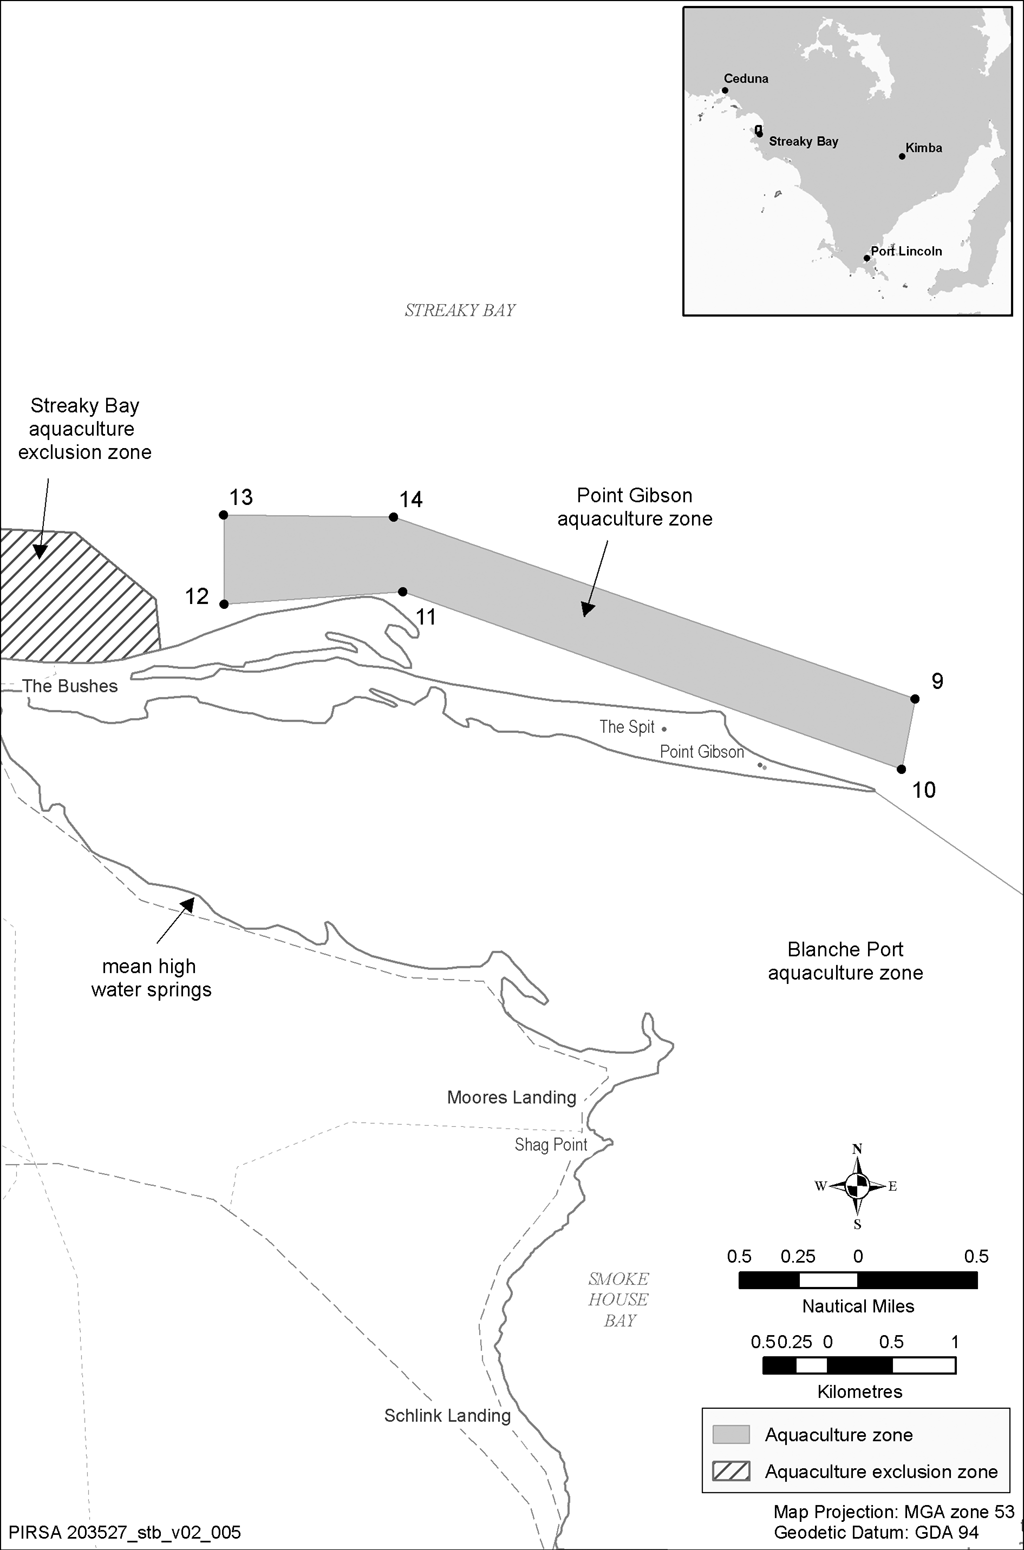 Ceduna
Streaky Bay
Kimba
Port Lincoln
STREAKY BAY
Streaky Bay
aquaculture
exclusion zone
13
14
Point Gibson
aquaculture zone
12
11
9
The Bushes
The Spit
Point Gibson
10
mean high
water springs
Blanche Port
aquaculture zone
Moores Landing
Shag Point
N
W E
S
SMOKE
HOUSE
BAY
0.5 0.25 0 0.5
Nautical Miles
0.5 0.25 0 0.5 1
Kilometres
Schlink Landing
Aquaculture zone
Aquaculture exclusion zone
Map Projection: MGA zone 53
Geodetic Datum: GDA 94
PIRSA 203527_stb_v02_005